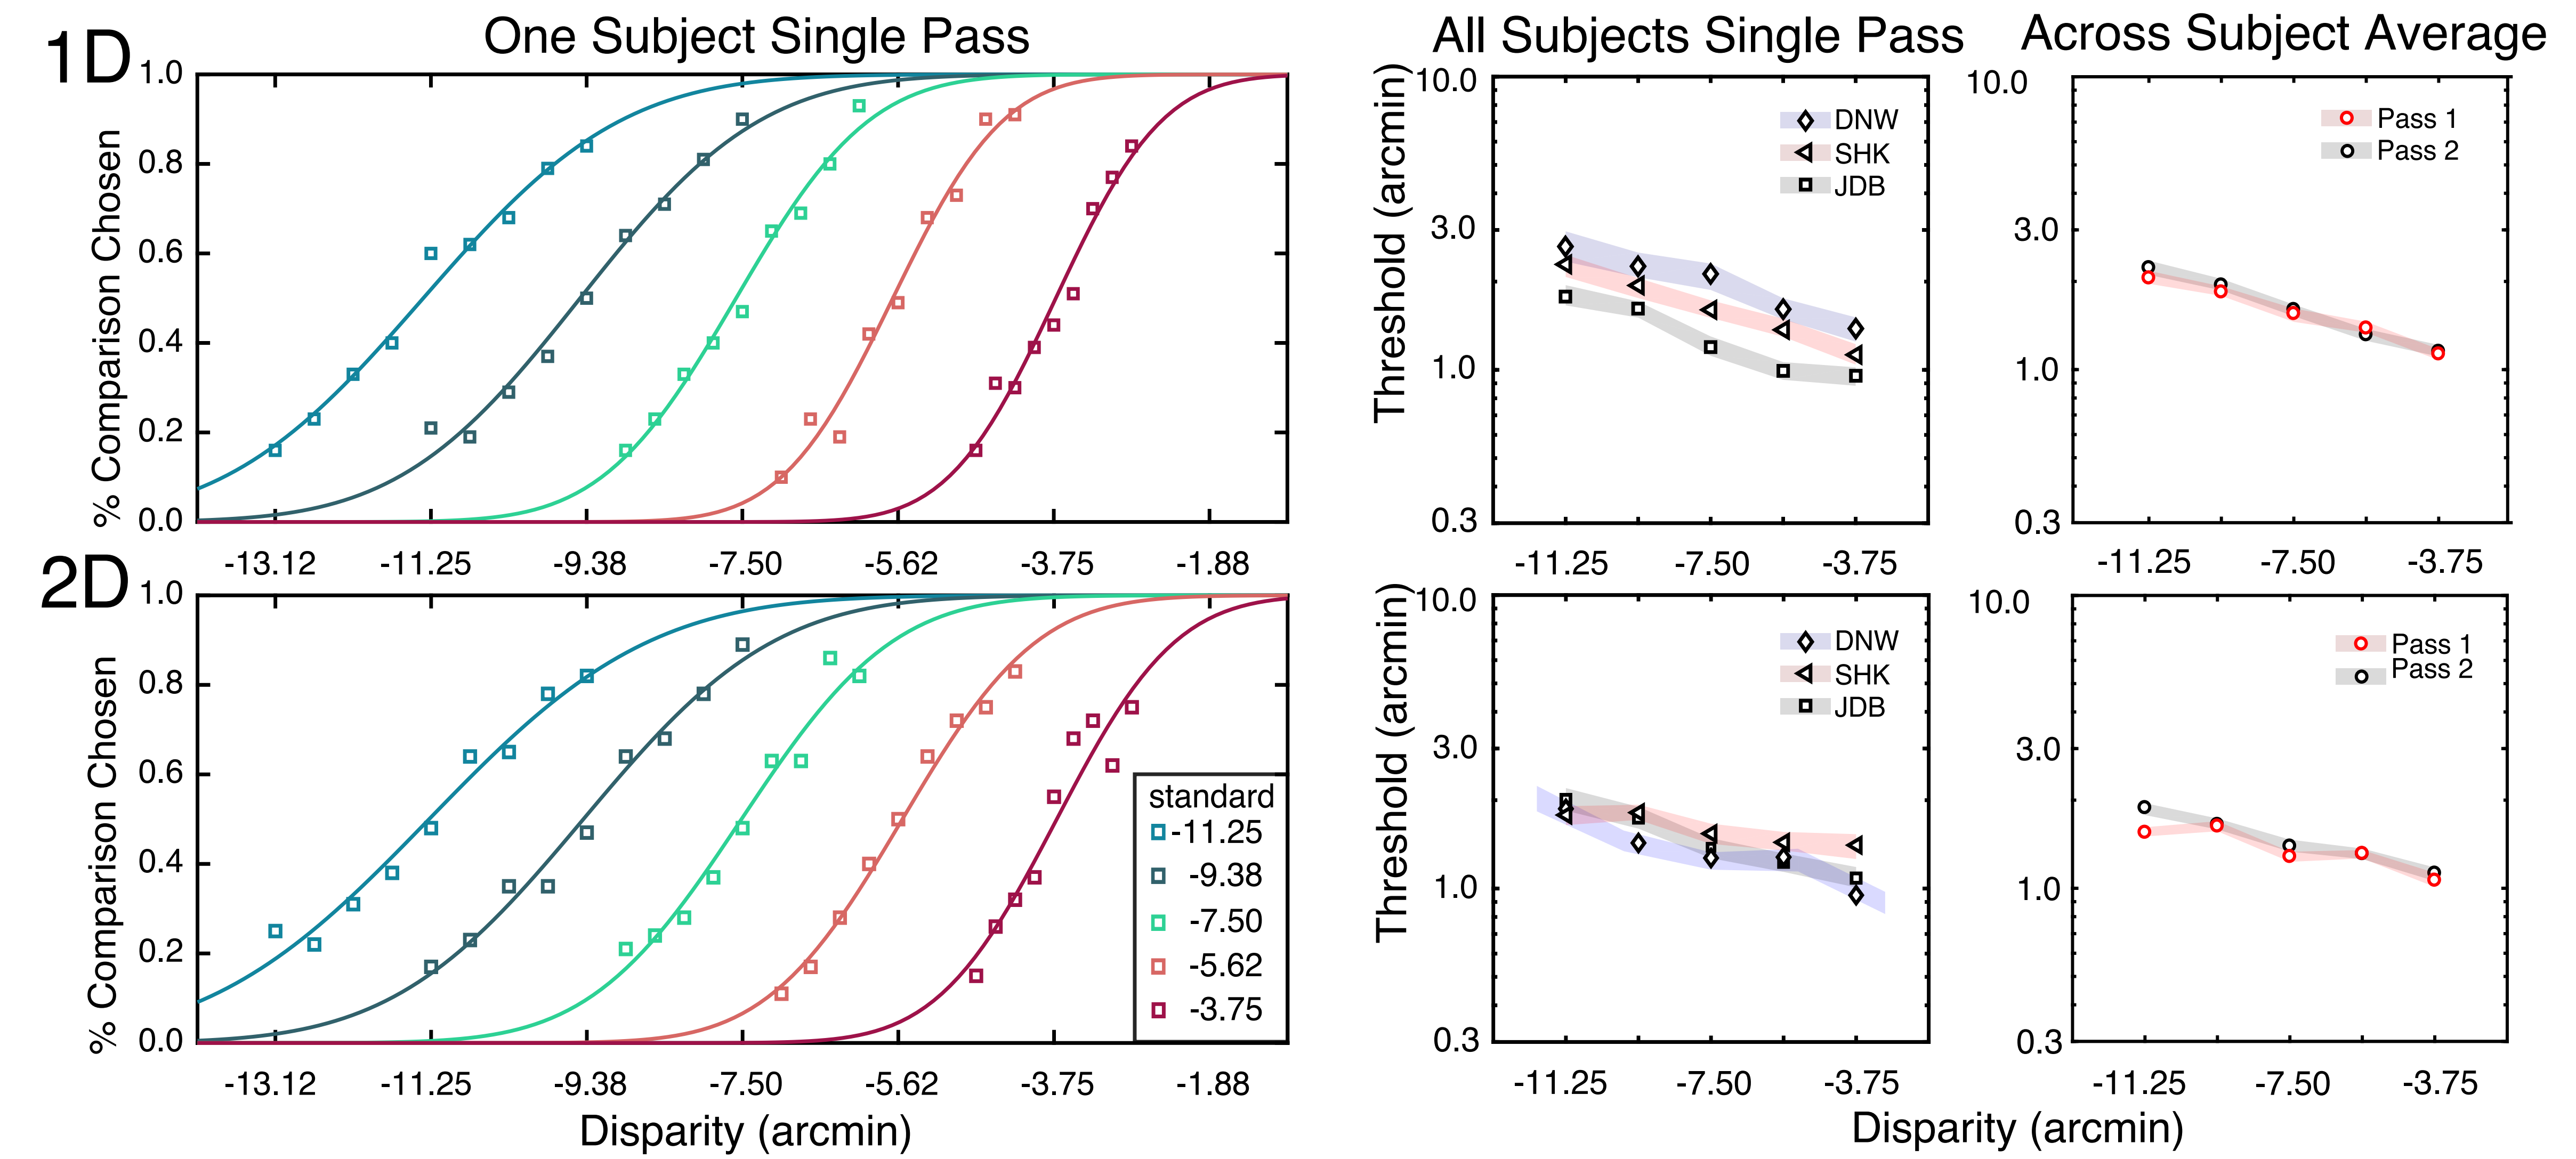 1D
One Subject Single Pass
All Subjects Single Pass
Across Subject Average
% Comparison Chosen
1.0
0.8
0.6
0.4
0.2
0.0
-13.12 -11.25 -9.38 -7.50 -5.62 -3.75 -1.88
Threshold (arcmin)
10.0
3.0
1.0
0.3
DNW
SHK
JDB
-11.25 -7.50 -3.75
10.0
3.0
1.0
0.3
Pass 1
Pass 2
-11.25 -7.50 -3.75
2D
% Comparison Chosen
1.0
0.8
0.6
0.4
0.2
0.0
standard
-11.25
-9.38
-7.50
-5.62
-3.75
-13.12 -11.25 -9.38 -7.50 -5.62 -3.75 -1.88
Disparity (arcmin)
Threshold (arcmin)
10.0
3.0
1.0
0.3
DNW
SHK
JDB
-11.25 -7.50 -3.75
10.0
3.0
1.0
0.3
Pass 1
Pass 2
-11.25 -7.50 -3.75
Disparity (arcmin)